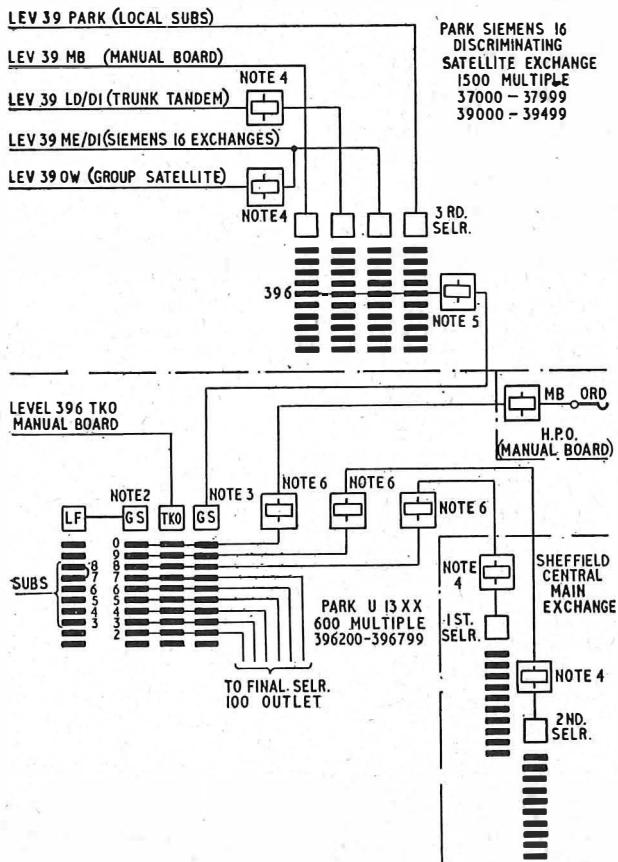 LEV 39 PARK (LOCAL SUBS)
LEV 39 MB (MANUAL BOARD)
NOTE 4
LEV 39 LD/DI (TRUNK TANDEM)
LEV 39 ME/DI (SIEMENS 16 EXCHANGES)
LEV 39 OW (GROUP SATELLITE)
NOTE 4
PARK SIEMENS 16
DISCRIMINATING
SATELLITE EXCHANGE
1500 MULTIPLE
37000 – 37999
39000 – 39499
3 RD.
SELR.
396
NOTE 5
LEVEL 396 TKO
MANUAL BOARD
MB ORD
H.P.O.
(MANUAL BOARD)
NOTE 2
NOTE 3
NOTE 6
NOTE 6
NOTE 6
LF
GS
TKO
GS
0
9
8
7
6
5
4
3
2
8
7
6
5
4
3
SUBS
PARK U 13 XX
600 MULTIPLE
396200–396799
TO FINAL. SELR.
100 OUTLET
NOTE
4
SHEFFIELD
CENTRAL
MAIN
EXCHANGE
1 ST.
SELR.
NOTE 4
2ND.
SELR.